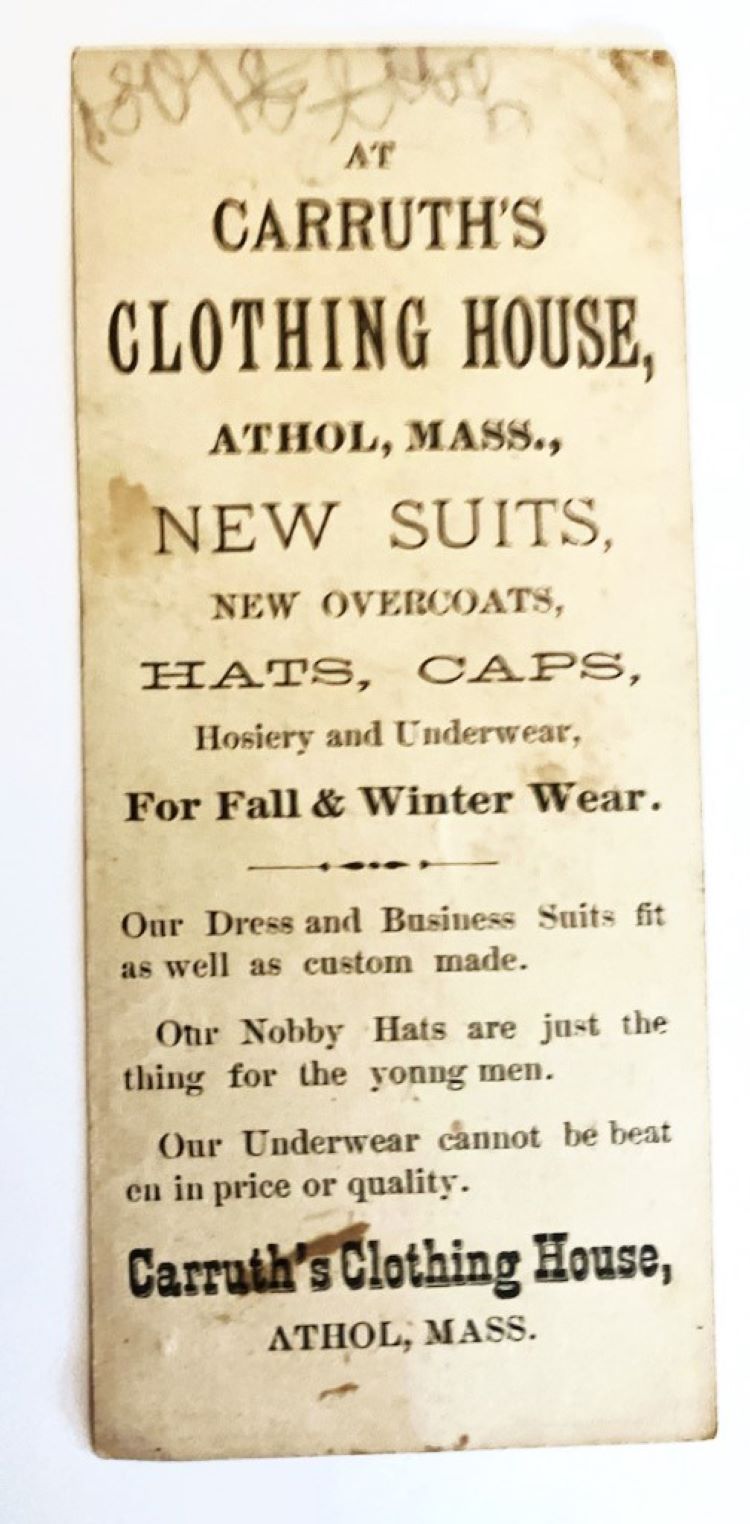 AT
CARRUTH'S
CLOTHING HOUSE,
ATHOL, MASS.,
NEW SUITS,
NEW OVERCOATS,
HATS, CAPS,
Hosiery and Underwear,
For Fall & Winter Wear.
Our Dress and Business Suits fit
as well as custom made.
Our Nobby Hats are just the
thing for the yonng men.
Our Underwear cannot be beat
en in price or quality.
Carruth's Clothing House,
ATHOL, MASS.